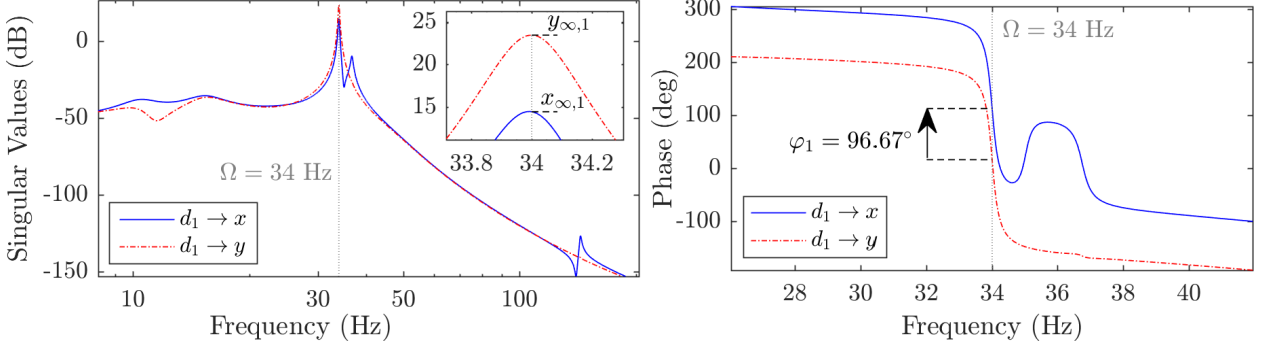 Singular Values (dB)
0
-50
-100
-150
10
30
50
100
Frequency (Hz)
Ω = 34 Hz
d₁ → x
d₁ → y
25
20
15
33.8
34
34.2
y∞,1
x∞,1
Phase (deg)
300
200
100
0
-100
28
30
32
34
36
38
40
Frequency (Hz)
Ω = 34 Hz
φ₁ = 96.67°
d₁ → x
d₁ → y